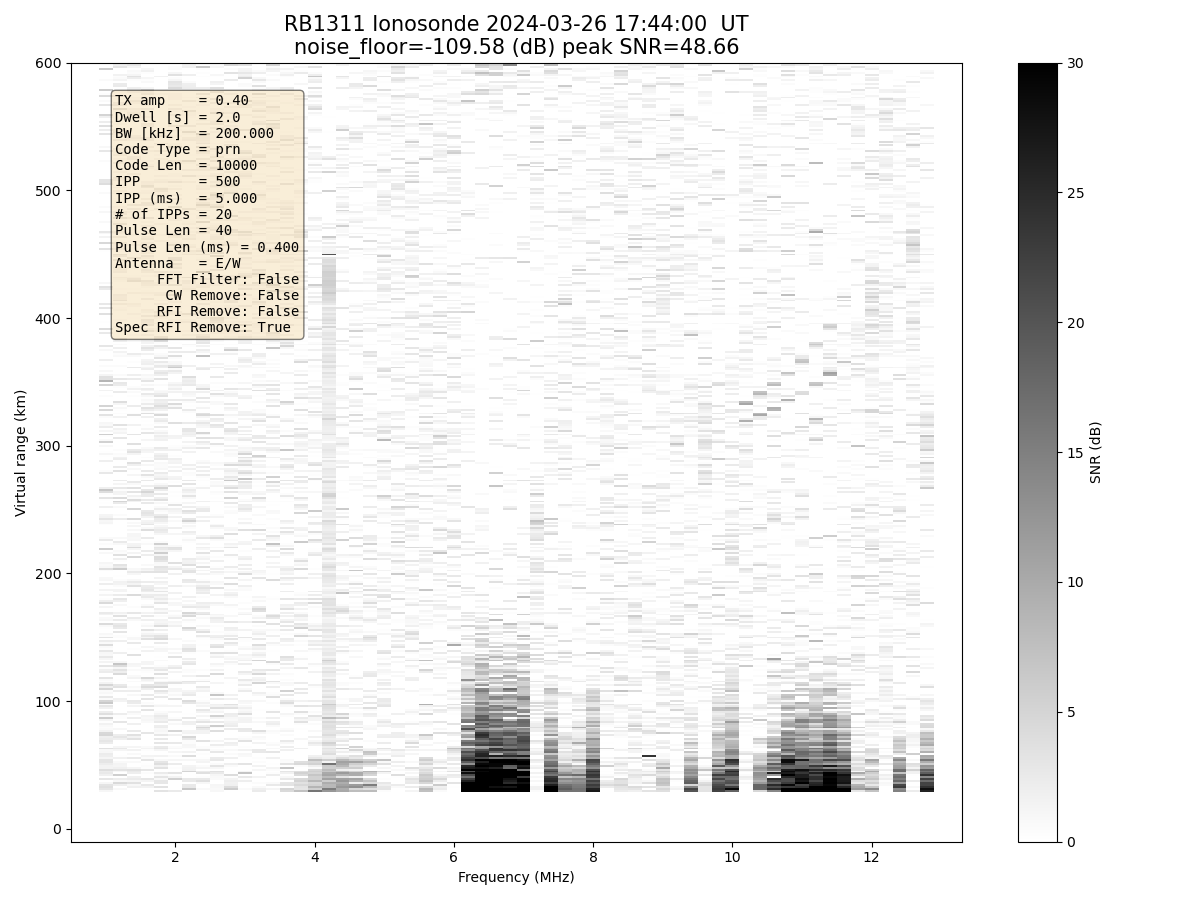 RB1311 Ionosonde 2024-03-26 17:44:00  UT
noise_floor=-109.58 (dB) peak SNR=48.66
600
500
400
300
200
100
0
Virtual range (km)
TX amp    = 0.40
Dwell [s] = 2.0
BW [kHz]  = 200.000
Code Type = prn
Code Len  = 10000
IPP       = 500
IPP (ms)  = 5.000
# of IPPs = 20
Pulse Len = 40
Pulse Len (ms) = 0.400
Antenna   = E/W
FFT Filter: False
CW Remove: False
RFI Remove: False
Spec RFI Remove: True
2
4
6
8
10
12
Frequency (MHz)
30
25
20
15
10
5
0
SNR (dB)